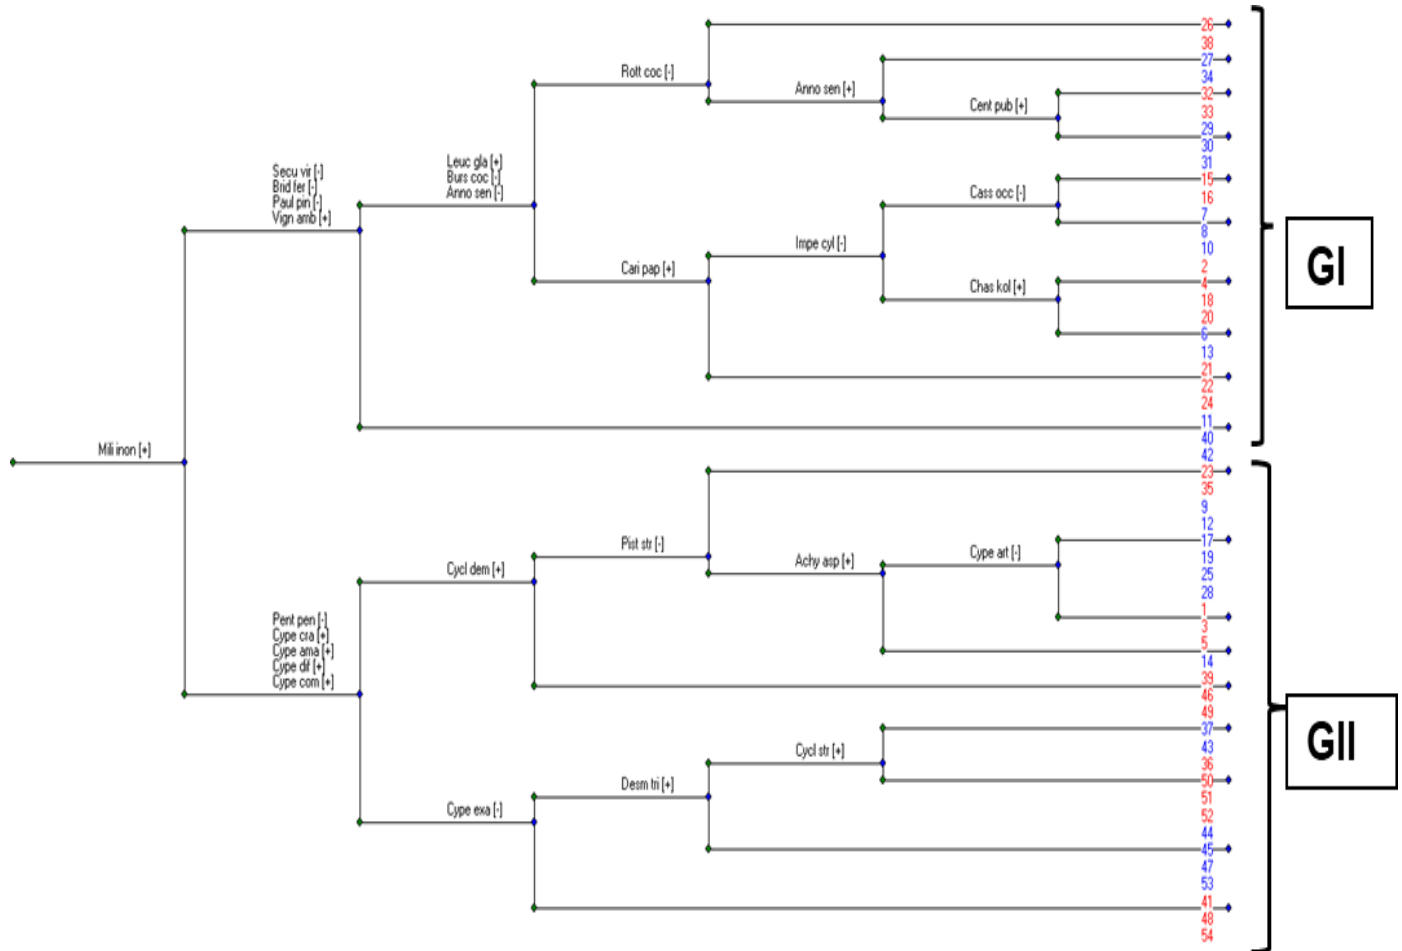 26
38
27
34
32
33
29
30
31
15
16
7
8
10
2
4
18
20
6
13
21
22
24
11
40
42
23
35
9
12
17
19
25
28
1
3
5
14
39
46
49
37
43
36
50
51
52
44
45
47
53
41
48
54
Rott coc [-]
Anno sen [+]
Cent pub [+]
Secu vir [-]
Brid fer [-]
Paul pin [-]
Vign amb [+]
Leuc gla [+]
Burs coc [-]
Anno sen [-]
Cass occ [-]
Impe cyl [-]
Cari pap [+]
Chas kol [+]
GI
Mili inon [+]
Pist str [-]
Cycl dem [+]
Achy asp [+]
Cype art [-]
Pent pen [-]
Cype cra [+]
Cype ama [+]
Cype dif [+]
Cype com [+]
Cycl str [+]
Desm tri [+]
Cype exa [-]
GII